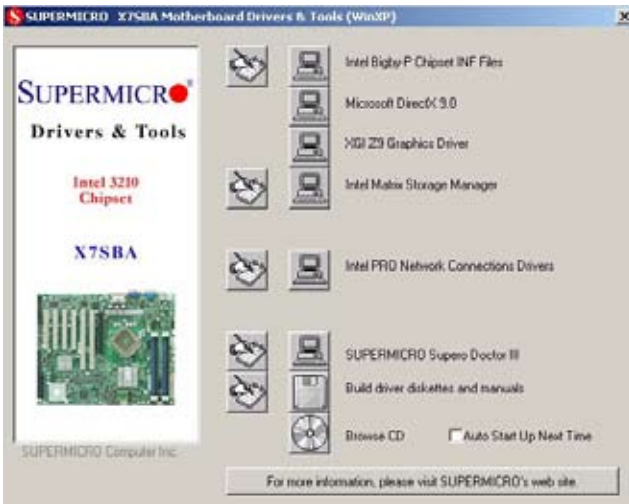 SUPERMICRO X7SBA Motherboard Drivers & Tools (WinXP)
SUPERMICRO
Drivers & Tools
Intel 3210
Chipset
X7SBA
SUPERMICRO Computer Inc.
Intel Bigby-P Chipset INF Files
Microsoft DirectX 9.0
XGI Z9 Graphics Driver
Intel Matrix Storage Manager
Intel PRO Network Connections Drivers
SUPERMICRO Supero Doctor III
Build driver diskettes and manuals
Browse CD
Auto Start Up Next Time
For more information, please visit SUPERMICRO's web site.